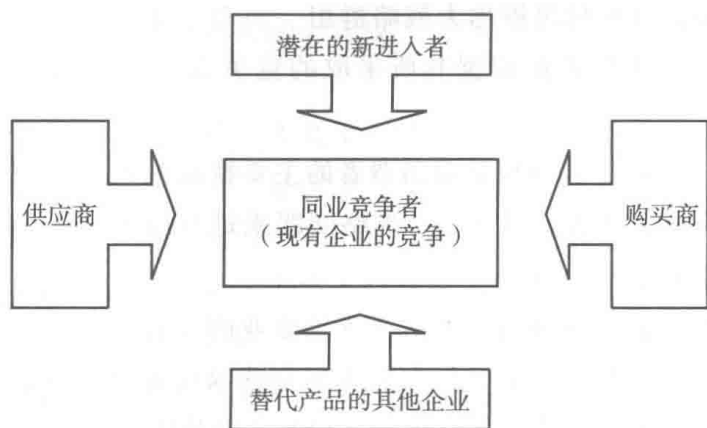 潜在的新进入者
供应商
同业竞争者
（现有企业的竞争）
购买商
替代产品的其他企业